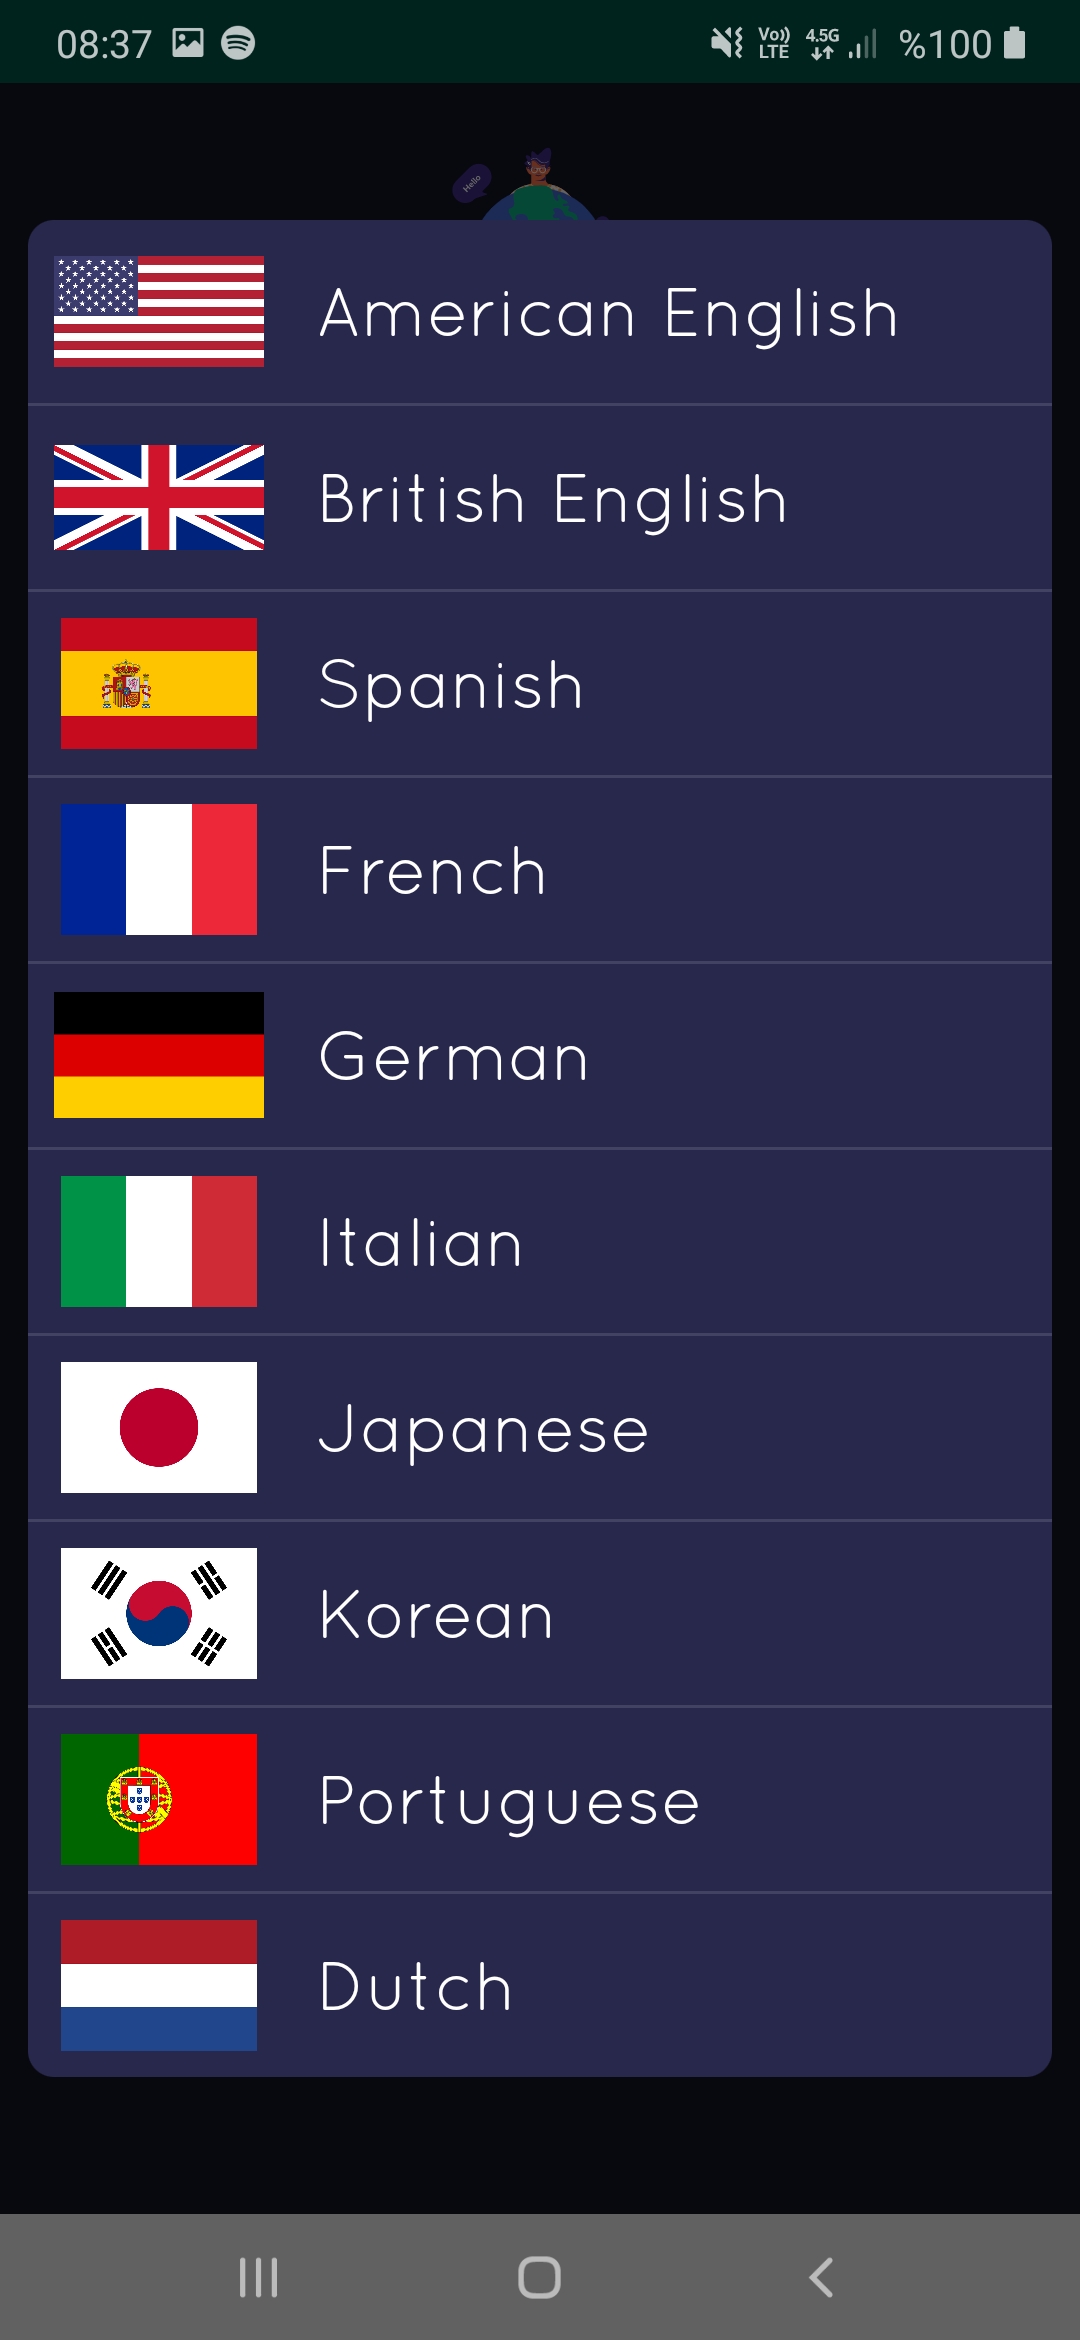 08:37
Vo)) LTE 4.5G %100
Hello
American English
British English
Spanish
French
German
Italian
Japanese
Korean
Portuguese
Dutch